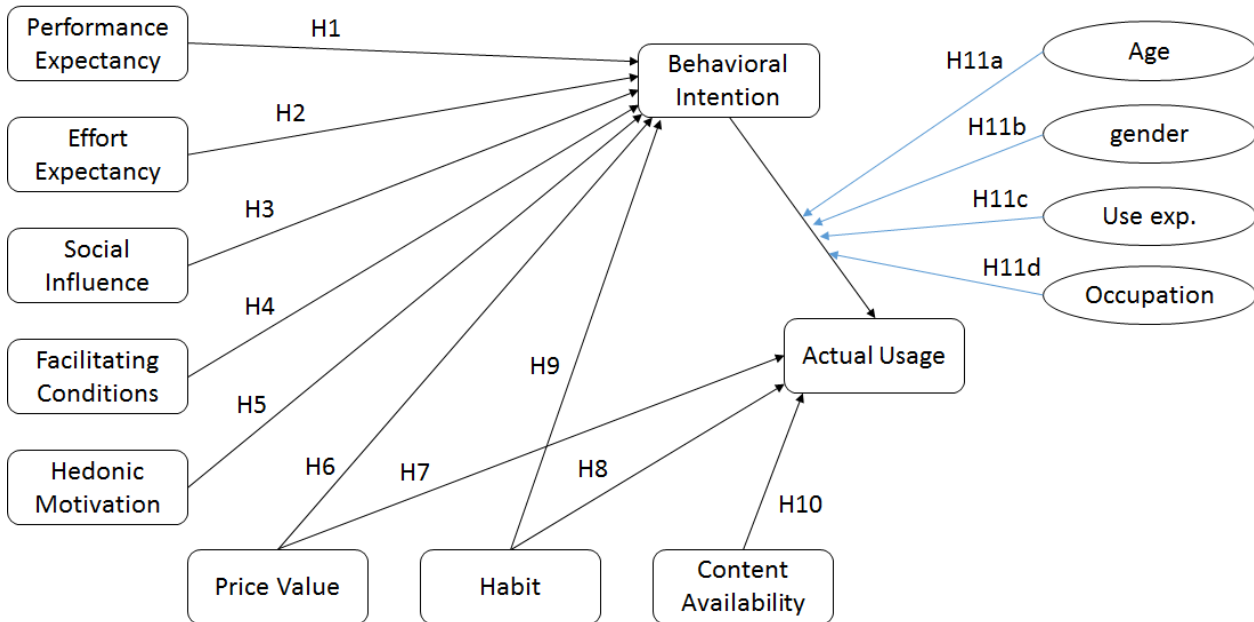 Performance
Expectancy
H1
Behavioral
Intention
H11a
Age
Effort
Expectancy
H2
H11b
gender
Social
Influence
H3
H11c
Use exp.
H11d
Occupation
Facilitating
Conditions
H4
H9
Actual Usage
Hedonic
Motivation
H5
H6
H7
H8
H10
Price Value
Habit
Content
Availability